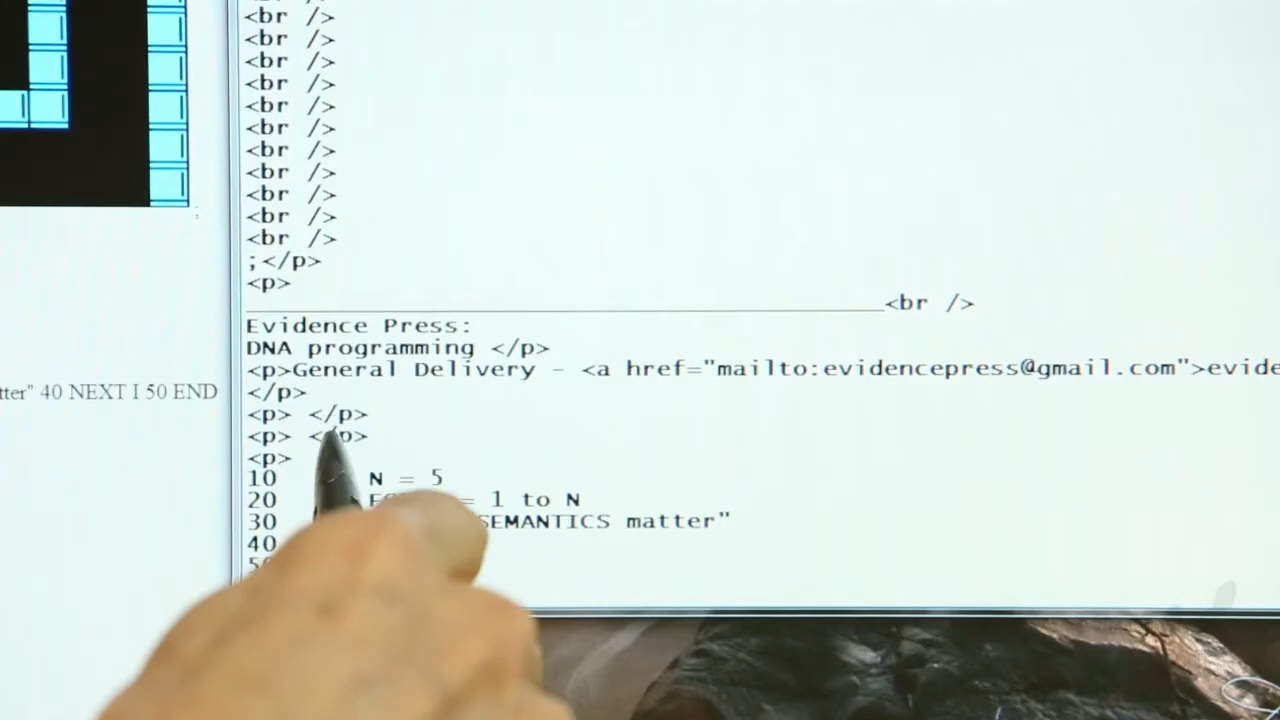 <br />
<br />
<br />
<br />
<br />
<br />
<br />
<br />
<br />
<br />
<br />
;</p>
<p>
<br />
Evidence Press:
DNA programming </p>
<p>General Delivery - <a href="mailto:evidencepress@gmail.com">evide
</p>
<p> </p>
<p> </p>
<p>
10 N = 5
20 = 1 to N
30 SEMANTICS matter"
40
tter" 40 NEXT I 50 END
;